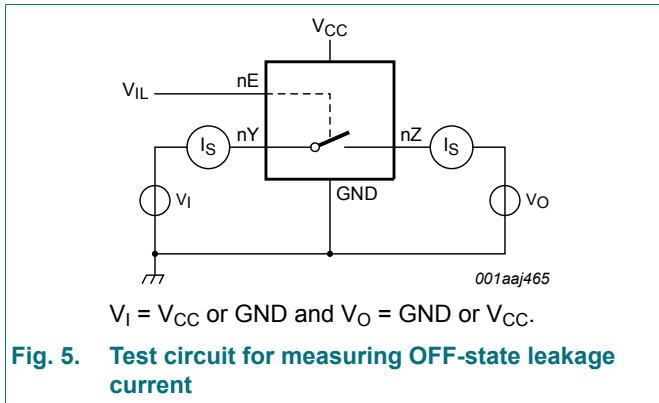 VCC
nE
VIL
nY
nZ
IS
IS
GND
VI
VO
001aaj465
VI = VCC or GND and VO = GND or VCC.
Fig. 5. Test circuit for measuring OFF-state leakage
current